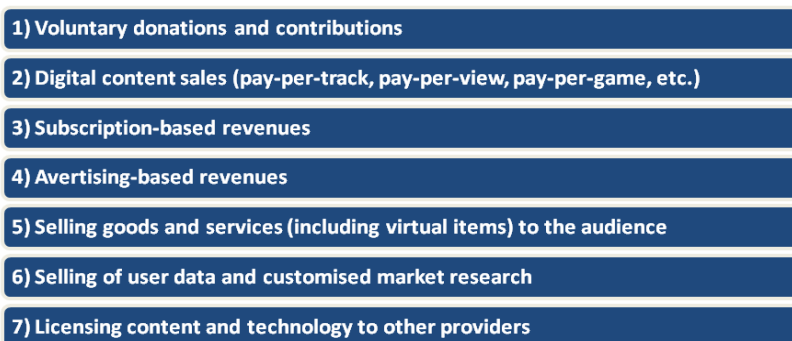 1) Voluntary donations and contributions
2) Digital content sales (pay-per-track, pay-per-view, pay-per-game, etc.)
3) Subscription-based revenues
4) Avertising-based revenues
5) Selling goods and services (including virtual items) to the audience
6) Selling of user data and customised market research
7) Licensing content and technology to other providers